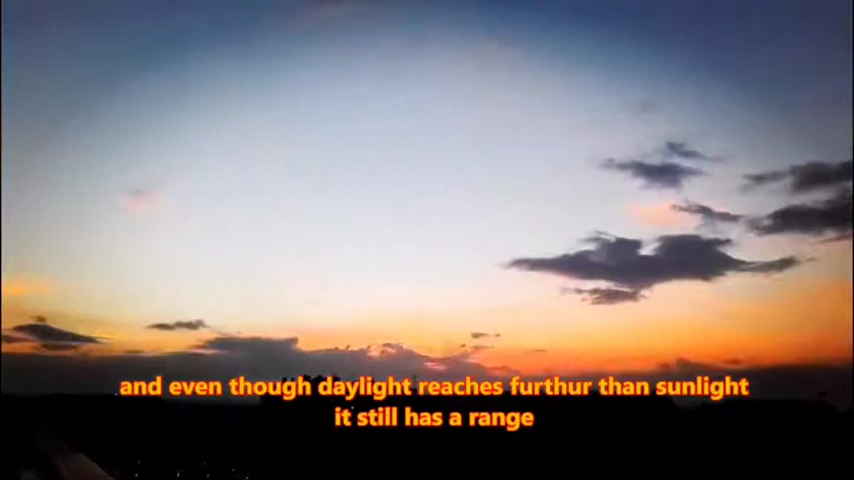 and even though daylight reaches furthur than sunlight
it still has a range